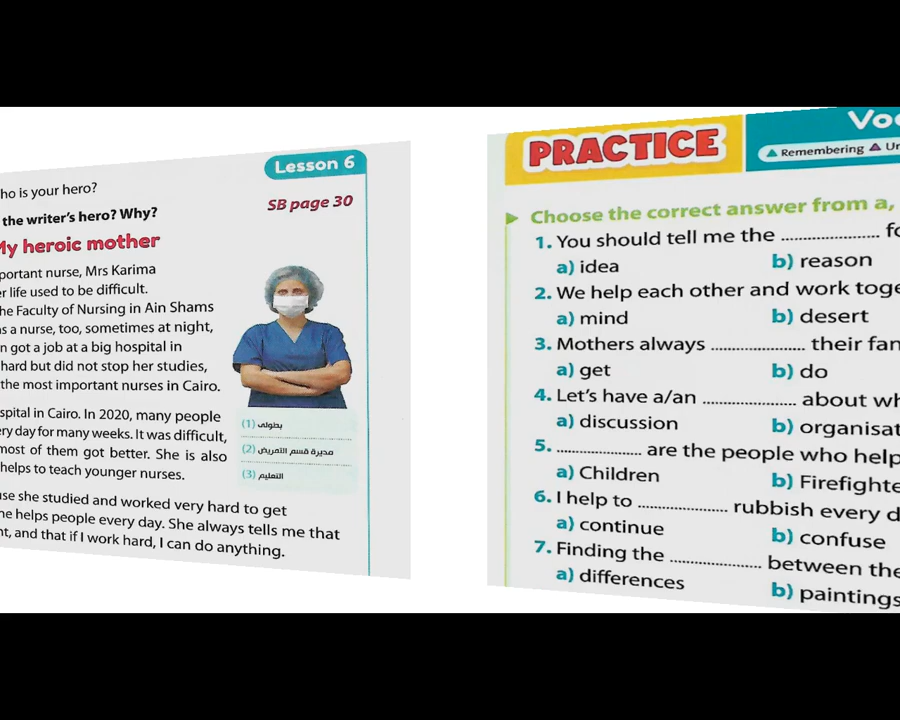 Lesson 6
ho is your hero?
SB page 30
the writer's hero? Why?
My heroic mother
portant nurse, Mrs Karima
er life used to be difficult.
he Faculty of Nursing in Ain Shams
s a nurse, too, sometimes at night,
n got a job at a big hospital in
hard but did not stop her studies,
the most important nurses in Cairo.
spital in Cairo. In 2020, many people
ery day for many weeks. It was difficult,
most of them got better. She is also
helps to teach younger nurses.
(1) بطولى
(2) مديرة قسم التمريض
(3) التعليم
use she studied and worked very hard to get
he helps people every day. She always tells me that
nt, and that if I work hard, I can do anything.
PRACTICE
Voc
Remembering Un
Choose the correct answer from a,
1. You should tell me the .................... fo
a) idea b) reason
2. We help each other and work toge
a) mind b) desert
3. Mothers always .................... their fan
a) get b) do
4. Let's have a/an .................... about wh
a) discussion b) organisat
5. .................... are the people who help
a) Children b) Firefighte
6. I help to .................... rubbish every d
a) continue b) confuse
7. Finding the .................... between the
a) differences b) paintings